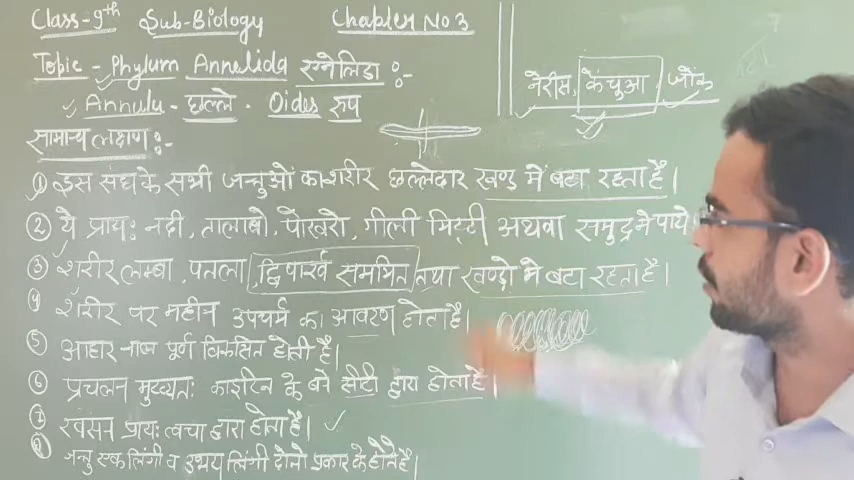 Class-9th Sub-Biology Chapter No 3
Topic - Phylum Annelida एनेलिडा :-
Annulu - छल्ले . Oides रुप
नेरीस, केंचुआ, जोंक
सामान्य लक्षण :-
① इस संघ के सभी जन्तुओं का शरीर छल्लेदार खण्ड में बटा रहता है।
② ये प्रायः नदी, तालाबो, पोखरो, गीली मिट्टी अथवा समुद्र मे पाये
③ शरीर लम्बा, पतला, द्विपार्श्व सममित तथा खण्डो मे बटा रहता है।
④ शरीर पर महीन उपचर्म का आवरण होता है।
⑤ आहार नाल पूर्ण विकसित होती है।
⑥ प्रचलन मुख्यतः काइटिन के बने सीटी द्वारा होता है।
⑦ श्वसन प्रायः त्वचा द्वारा होता है।
⑧ जन्तु एक लिंगी व उभय लिंगी दोनो प्रकार के होते है।